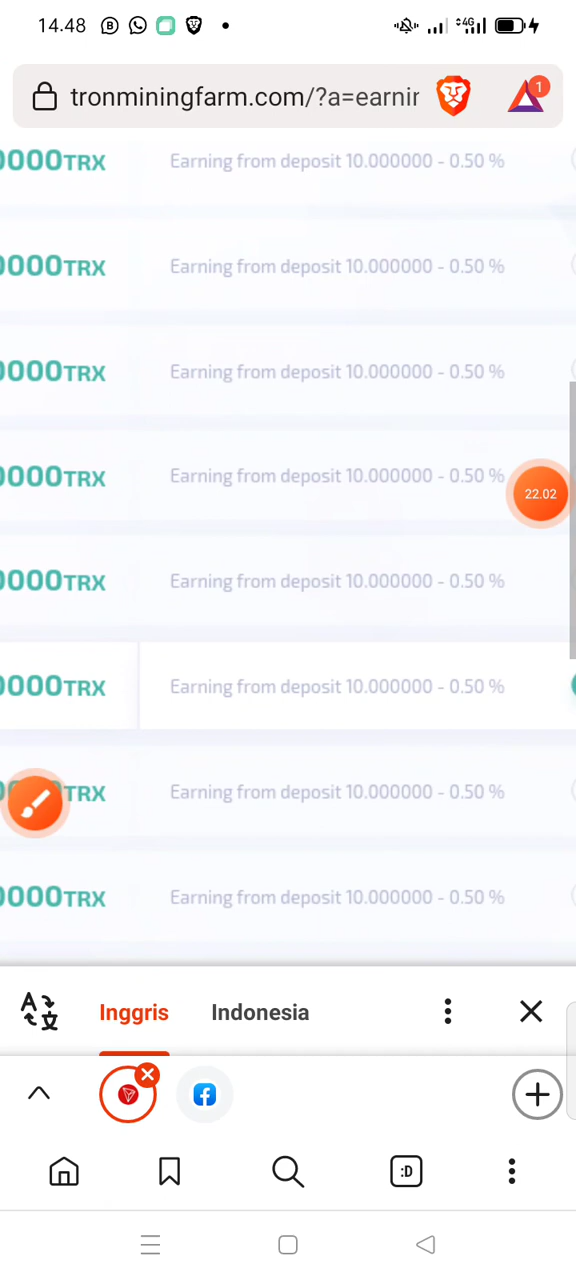 14.48
4G
tronminingfarm.com/?a=earnin
1
0000TRX Earning from deposit 10.000000 - 0.50 %
0000TRX Earning from deposit 10.000000 - 0.50 %
0000TRX Earning from deposit 10.000000 - 0.50 %
0000TRX Earning from deposit 10.000000 - 0.50 %
22.02
0000TRX Earning from deposit 10.000000 - 0.50 %
0000TRX Earning from deposit 10.000000 - 0.50 %
TRX Earning from deposit 10.000000 - 0.50 %
0000TRX Earning from deposit 10.000000 - 0.50 %
Inggris Indonesia
:D